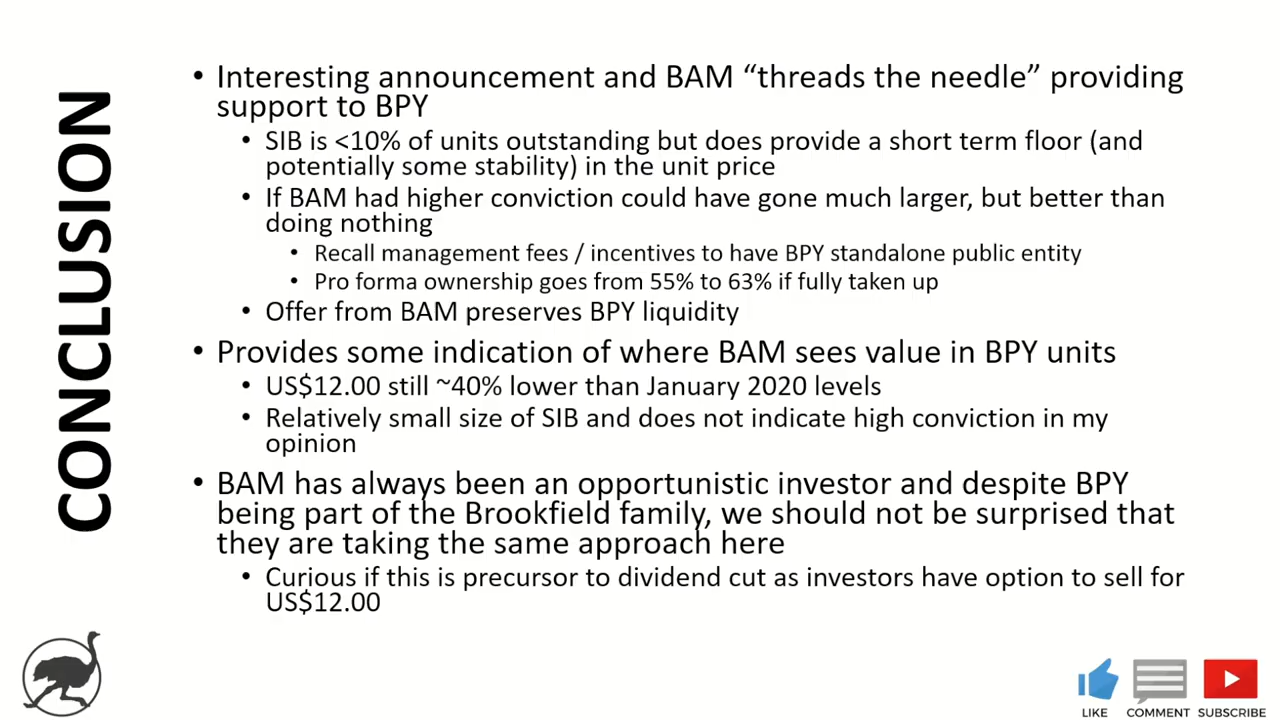 CONCLUSION
• Interesting announcement and BAM “threads the needle” providing
support to BPY
• SIB is <10% of units outstanding but does provide a short term floor (and
potentially some stability) in the unit price
• If BAM had higher conviction could have gone much larger, but better than
doing nothing
• Recall management fees / incentives to have BPY standalone public entity
• Pro forma ownership goes from 55% to 63% if fully taken up
• Offer from BAM preserves BPY liquidity
• Provides some indication of where BAM sees value in BPY units
• US$12.00 still ~40% lower than January 2020 levels
• Relatively small size of SIB and does not indicate high conviction in my
opinion
• BAM has always been an opportunistic investor and despite BPY
being part of the Brookfield family, we should not be surprised that
they are taking the same approach here
• Curious if this is precursor to dividend cut as investors have option to sell for
US$12.00
LIKE COMMENT SUBSCRIBE